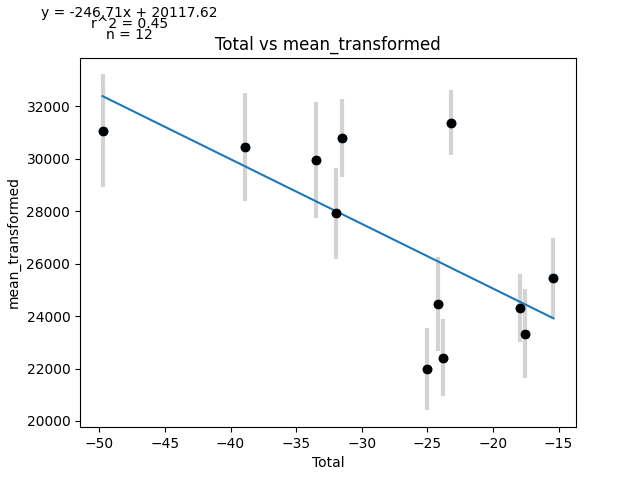 y = -246.71x + 20117.62
r^2 = 0.45
n = 12
Total vs mean_transformed
mean_transformed
32000
30000
28000
26000
24000
22000
20000
−50
−45
−40
−35
−30
−25
−20
−15
Total